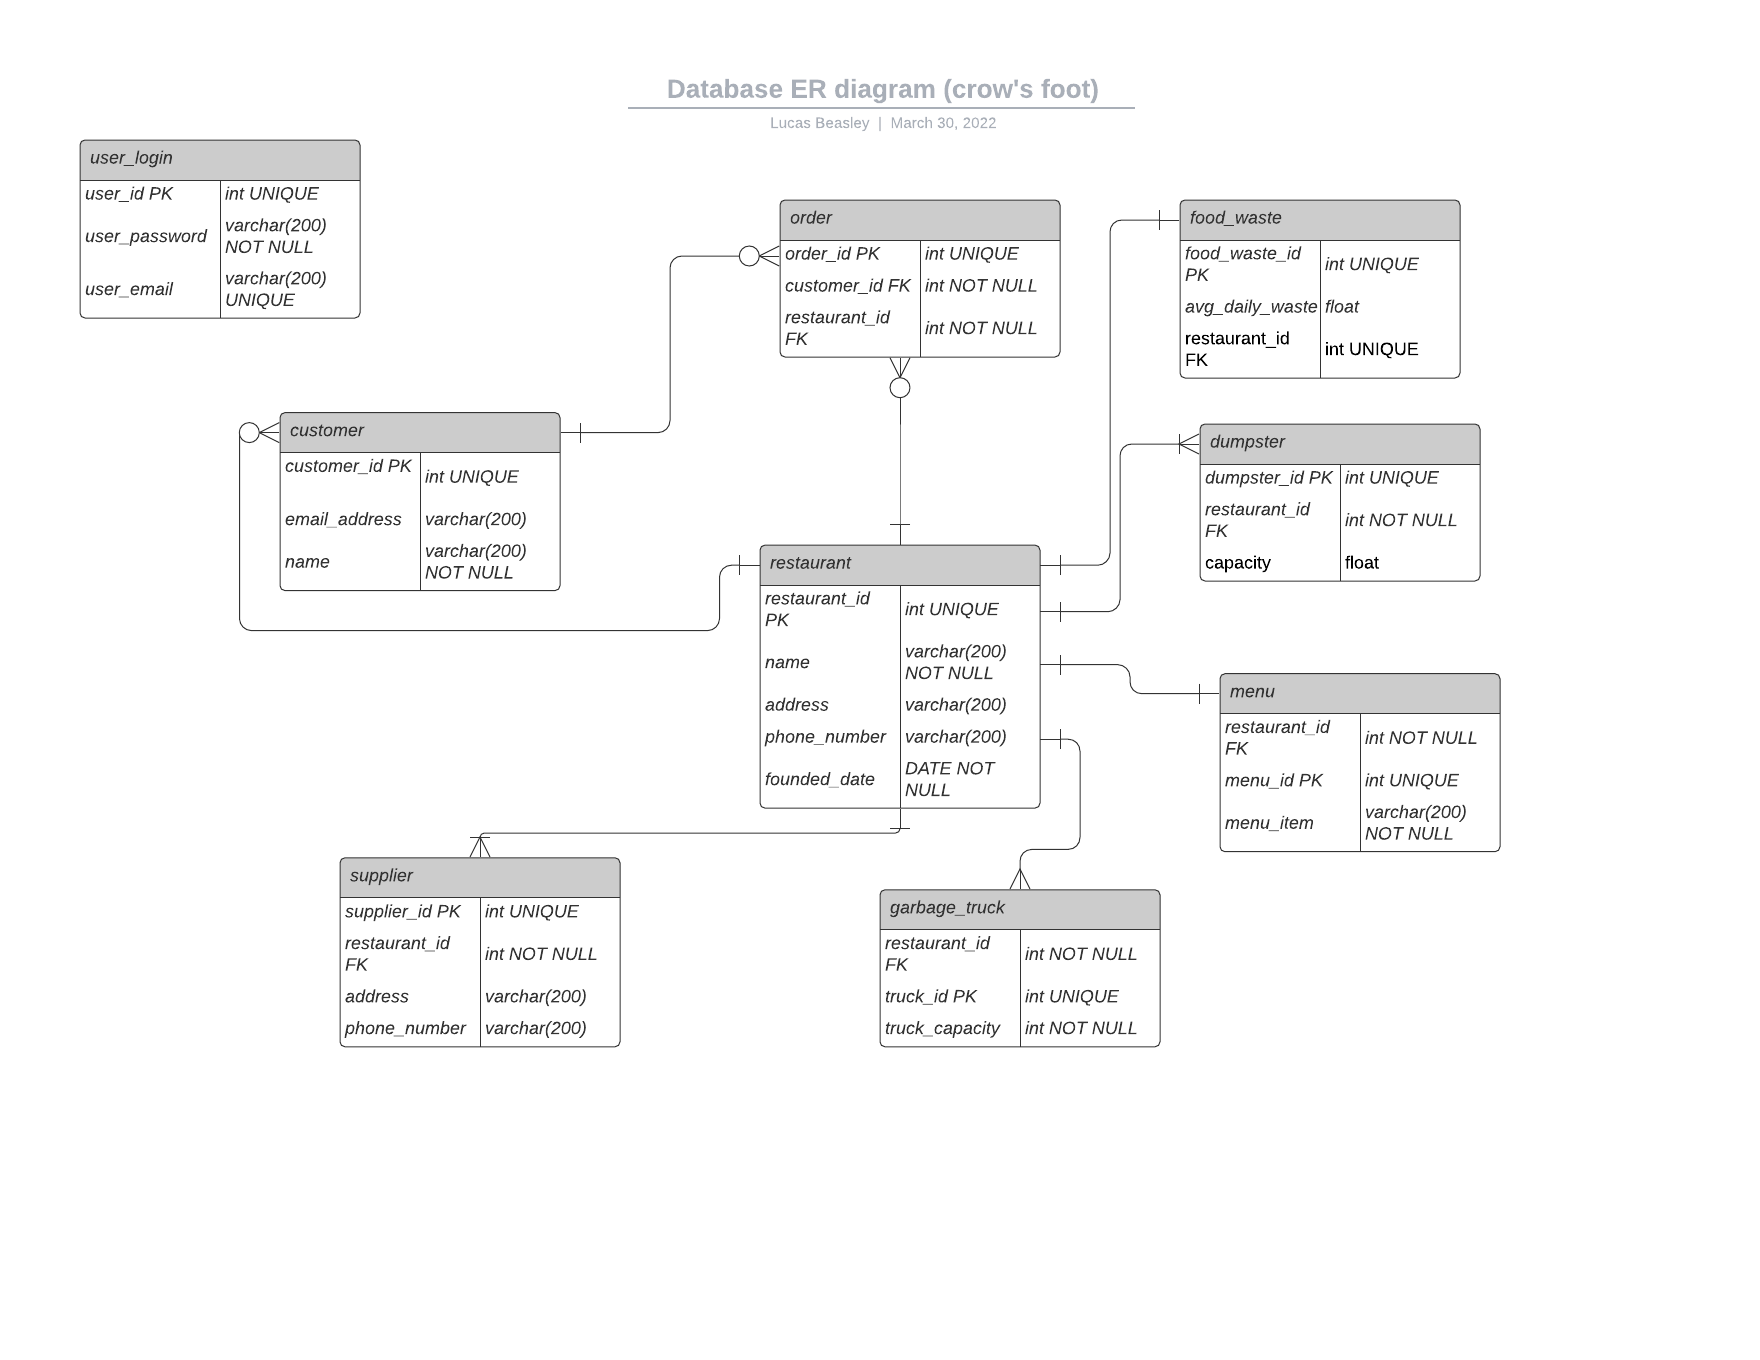 Database ER diagram (crow's foot)
Lucas Beasley | March 30, 2022
user_login
user_id PK
int UNIQUE
user_password
varchar(200)
NOT NULL
user_email
varchar(200)
UNIQUE
order
order_id PK
int UNIQUE
customer_id FK
int NOT NULL
restaurant_id
FK
int NOT NULL
food_waste
food_waste_id
PK
int UNIQUE
avg_daily_waste
float
restaurant_id
FK
int UNIQUE
customer
customer_id PK
int UNIQUE
email_address
varchar(200)
name
varchar(200)
NOT NULL
dumpster
dumpster_id PK
int UNIQUE
restaurant_id
FK
int NOT NULL
capacity
float
restaurant
restaurant_id
PK
int UNIQUE
name
varchar(200)
NOT NULL
address
varchar(200)
phone_number
varchar(200)
founded_date
DATE NOT
NULL
menu
restaurant_id
FK
int NOT NULL
menu_id PK
int UNIQUE
menu_item
varchar(200)
NOT NULL
supplier
supplier_id PK
int UNIQUE
restaurant_id
FK
int NOT NULL
address
varchar(200)
phone_number
varchar(200)
garbage_truck
restaurant_id
FK
int NOT NULL
truck_id PK
int UNIQUE
truck_capacity
int NOT NULL